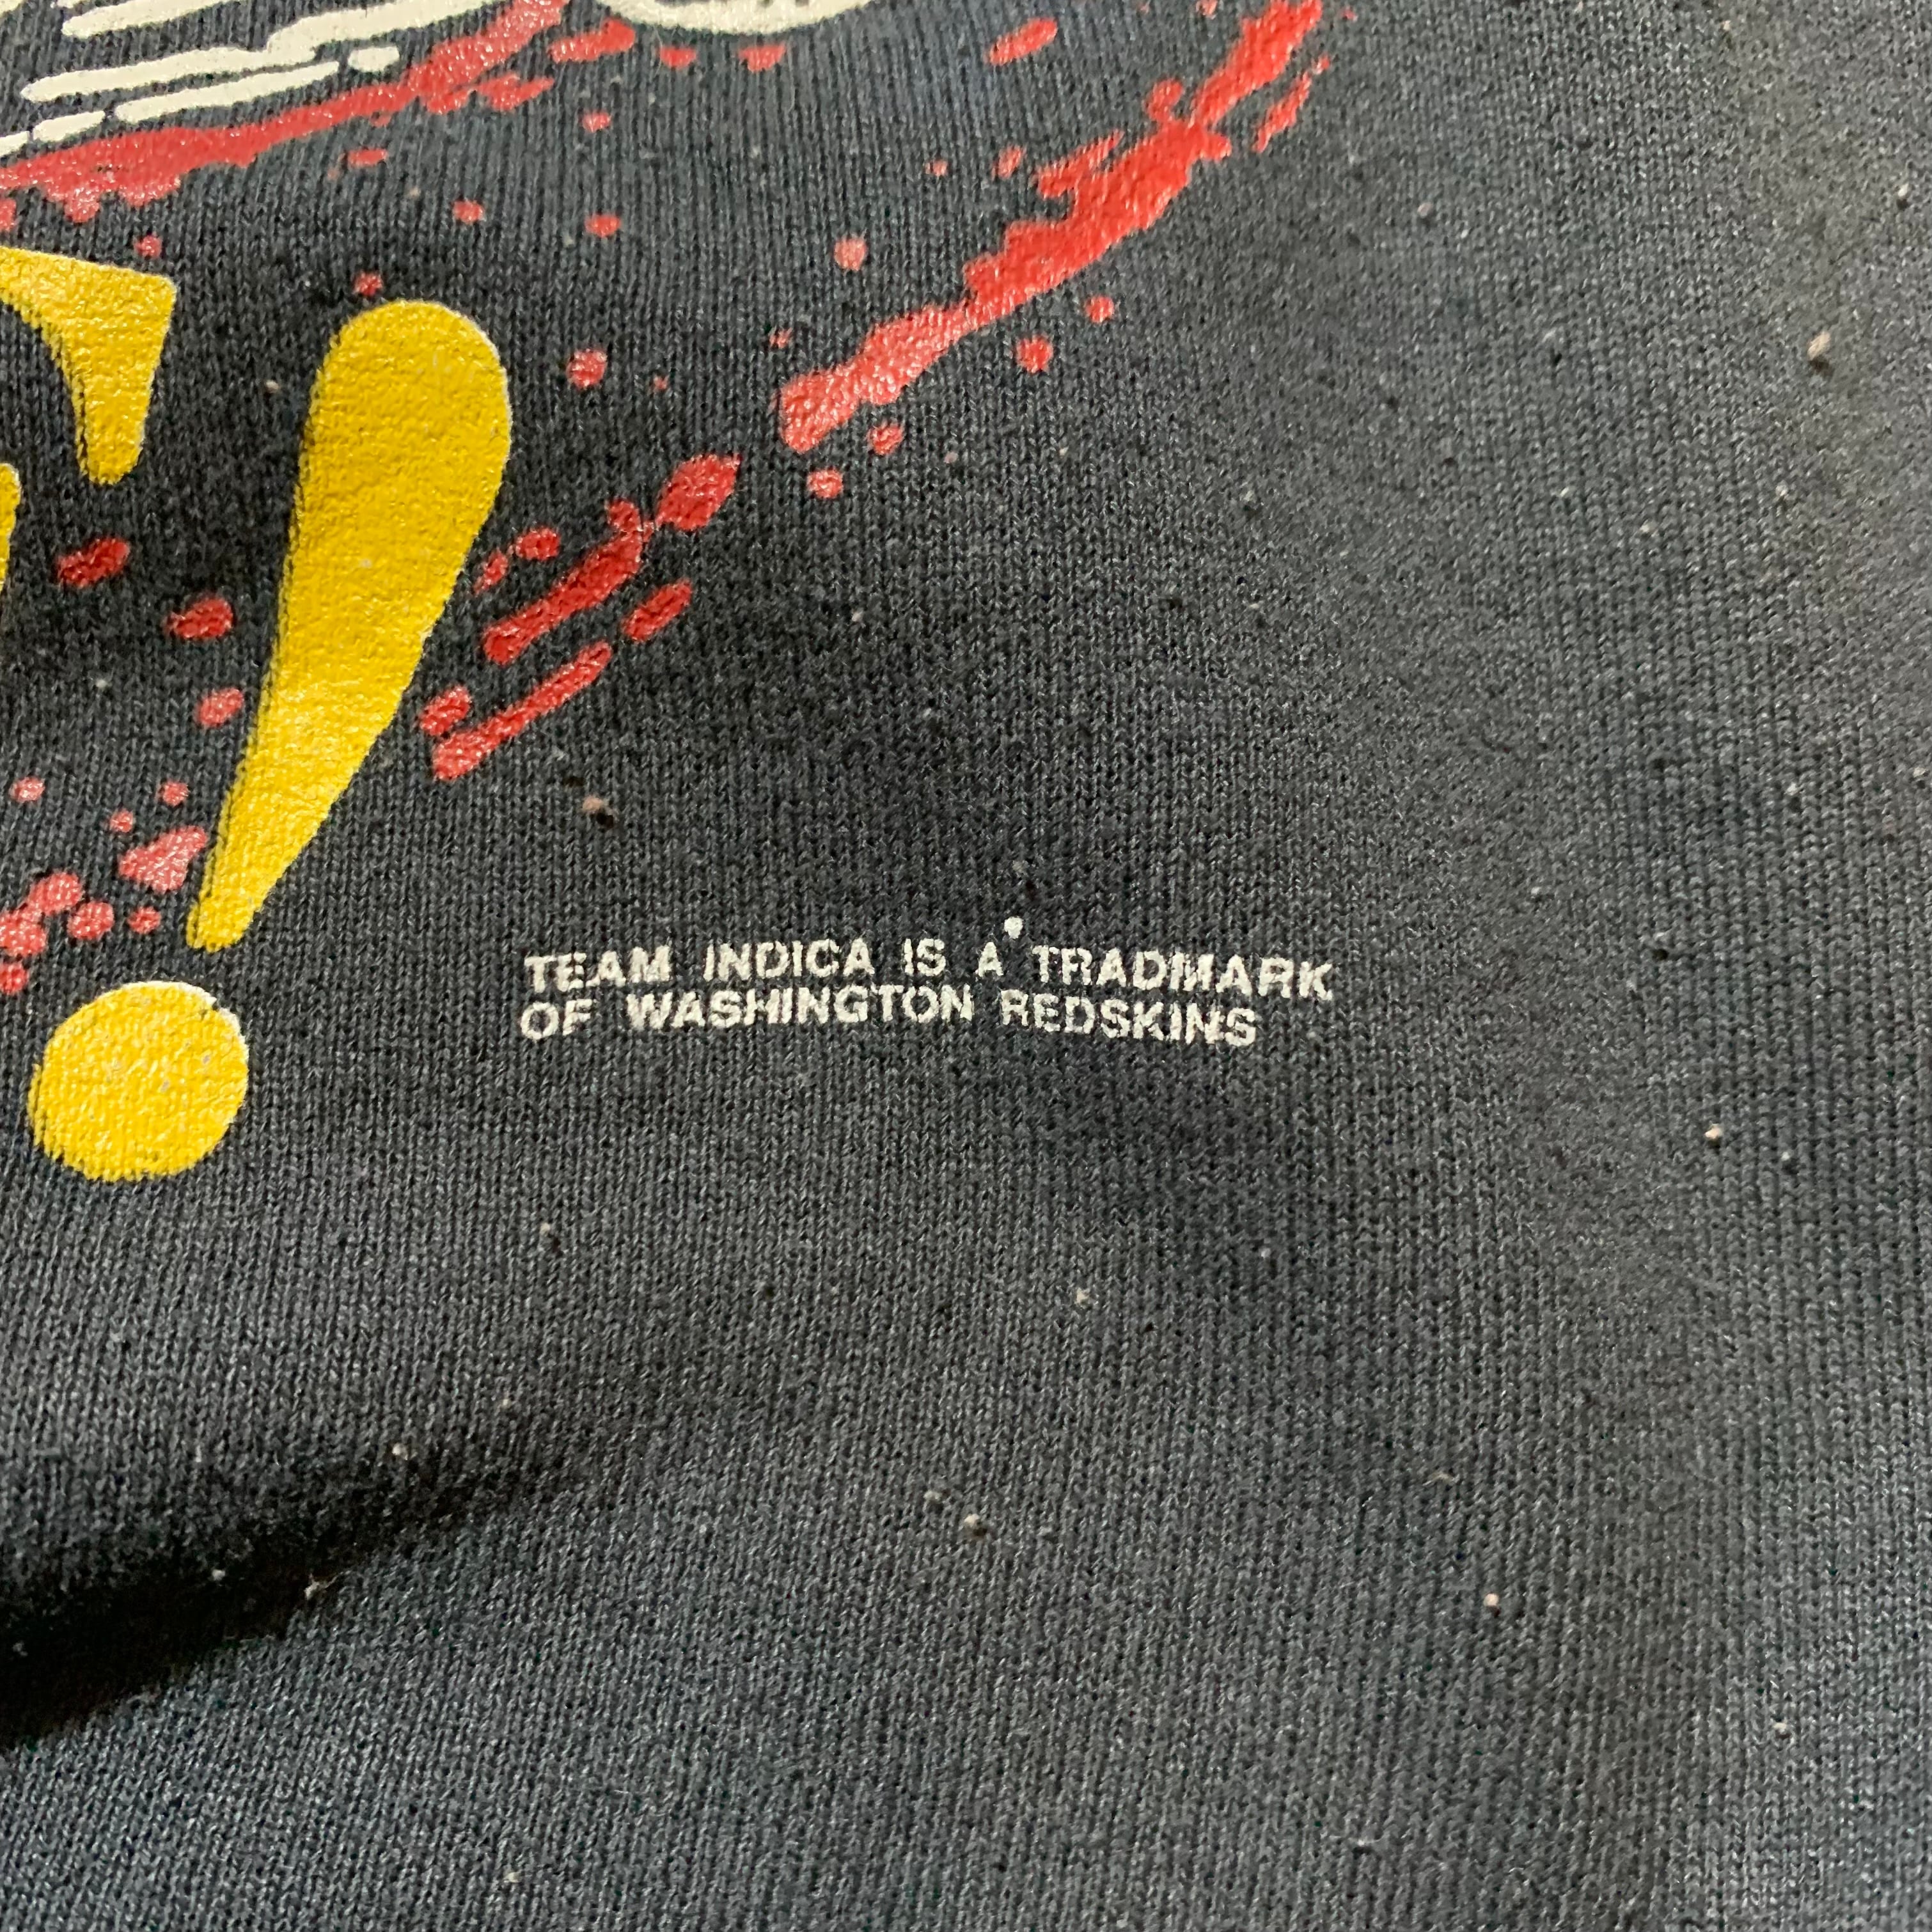 T!
TEAM INDICA IS A TRADMARK
OF WASHINGTON REDSKINS